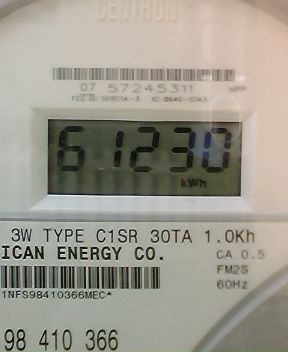 CENTRON
07 57245311
61230
kWh
3W TYPE C1SR 30TA 1.0Kh
ICAN ENERGY CO. CA 0.5
FM2S
60Hz
1NFS98410366MEC*
98 410 366